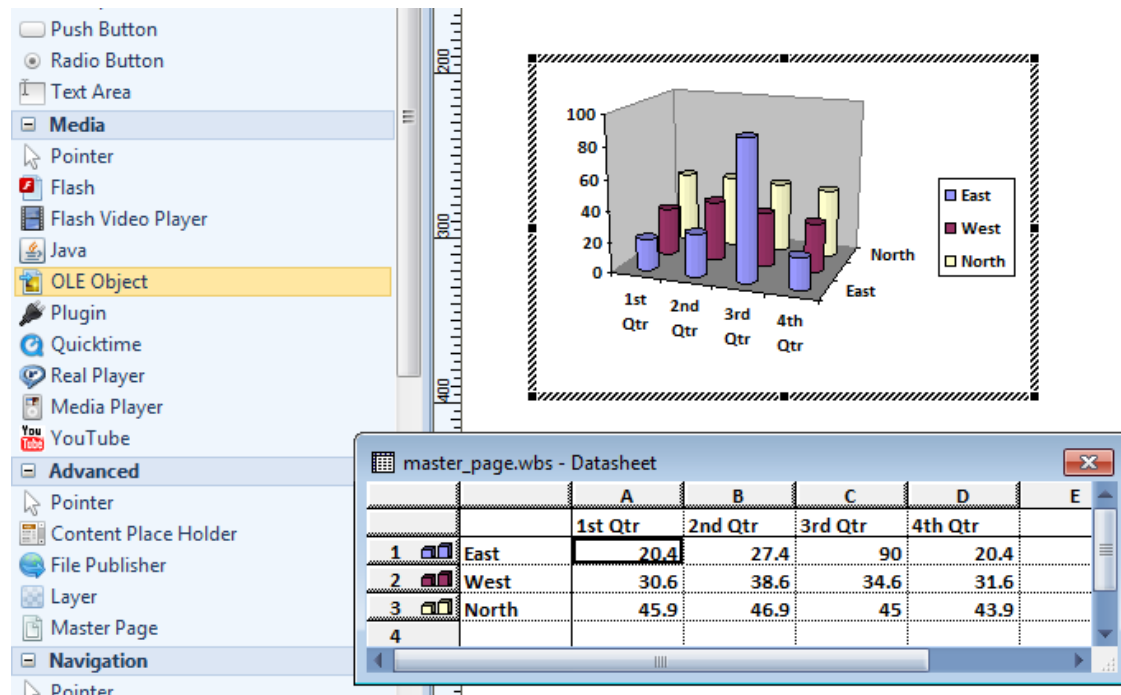 Push Button
Radio Button
Text Area
Media
Pointer
Flash
Flash Video Player
Java
OLE Object
Plugin
Quicktime
Real Player
Media Player
You Tube YouTube
Advanced
Pointer
Content Place Holder
File Publisher
Layer
Master Page
Navigation
Pointer
200
300
400
100
80
60
40
20
0
1st Qtr
2nd Qtr
3rd Qtr
4th Qtr
North
East
East
West
North
master_page.wbs - Datasheet
A B C D E
1st Qtr 2nd Qtr 3rd Qtr 4th Qtr
1 East 20.4 27.4 90 20.4
2 West 30.6 38.6 34.6 31.6
3 North 45.9 46.9 45 43.9
4